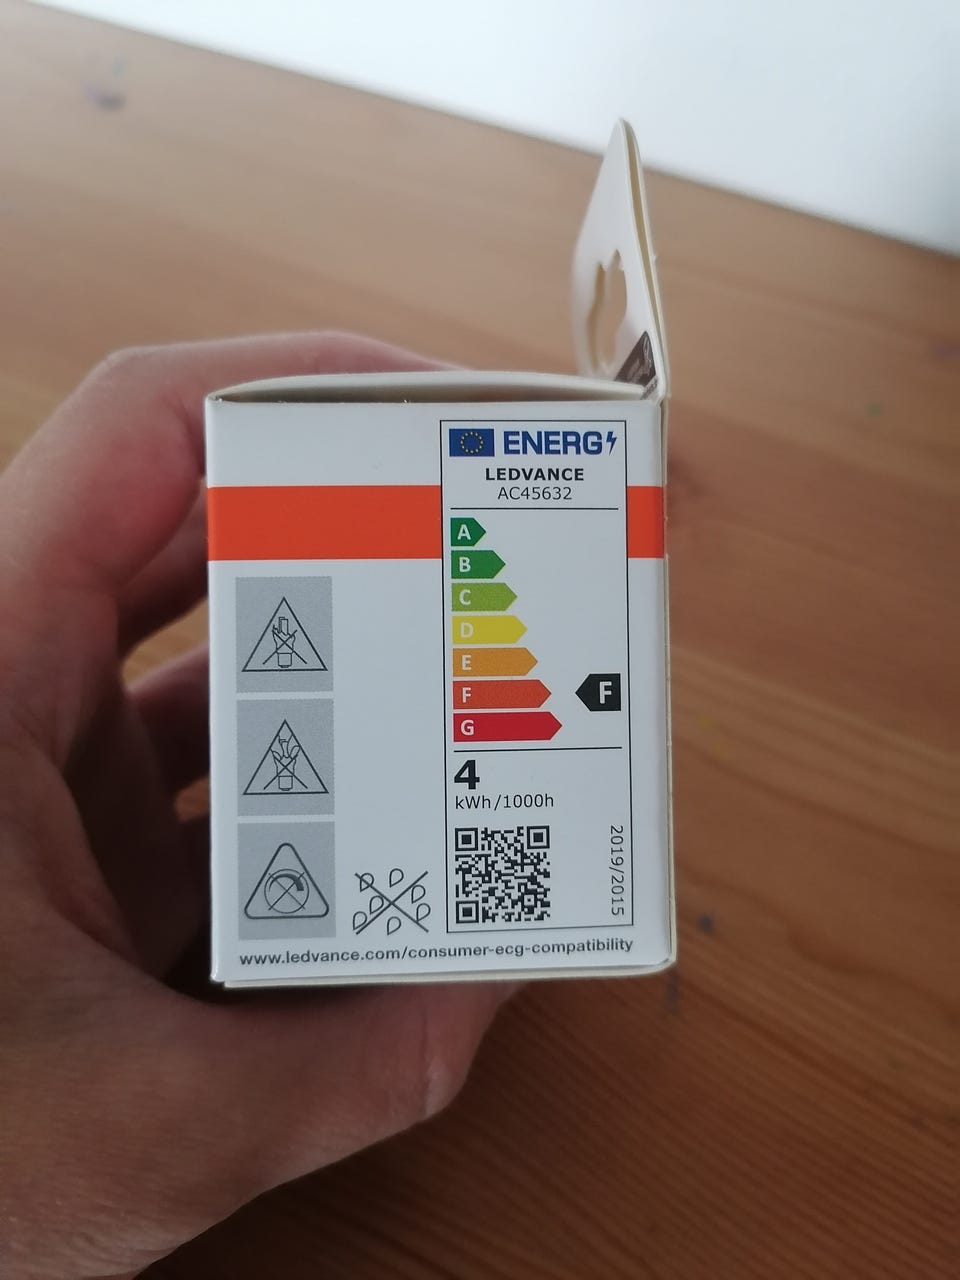 ENERG
LEDVANCE
AC45632
A
B
C
D
E
F
F
G
4
kWh/1000h
2019/2015
www.ledvance.com/consumer-ecg-compatibility